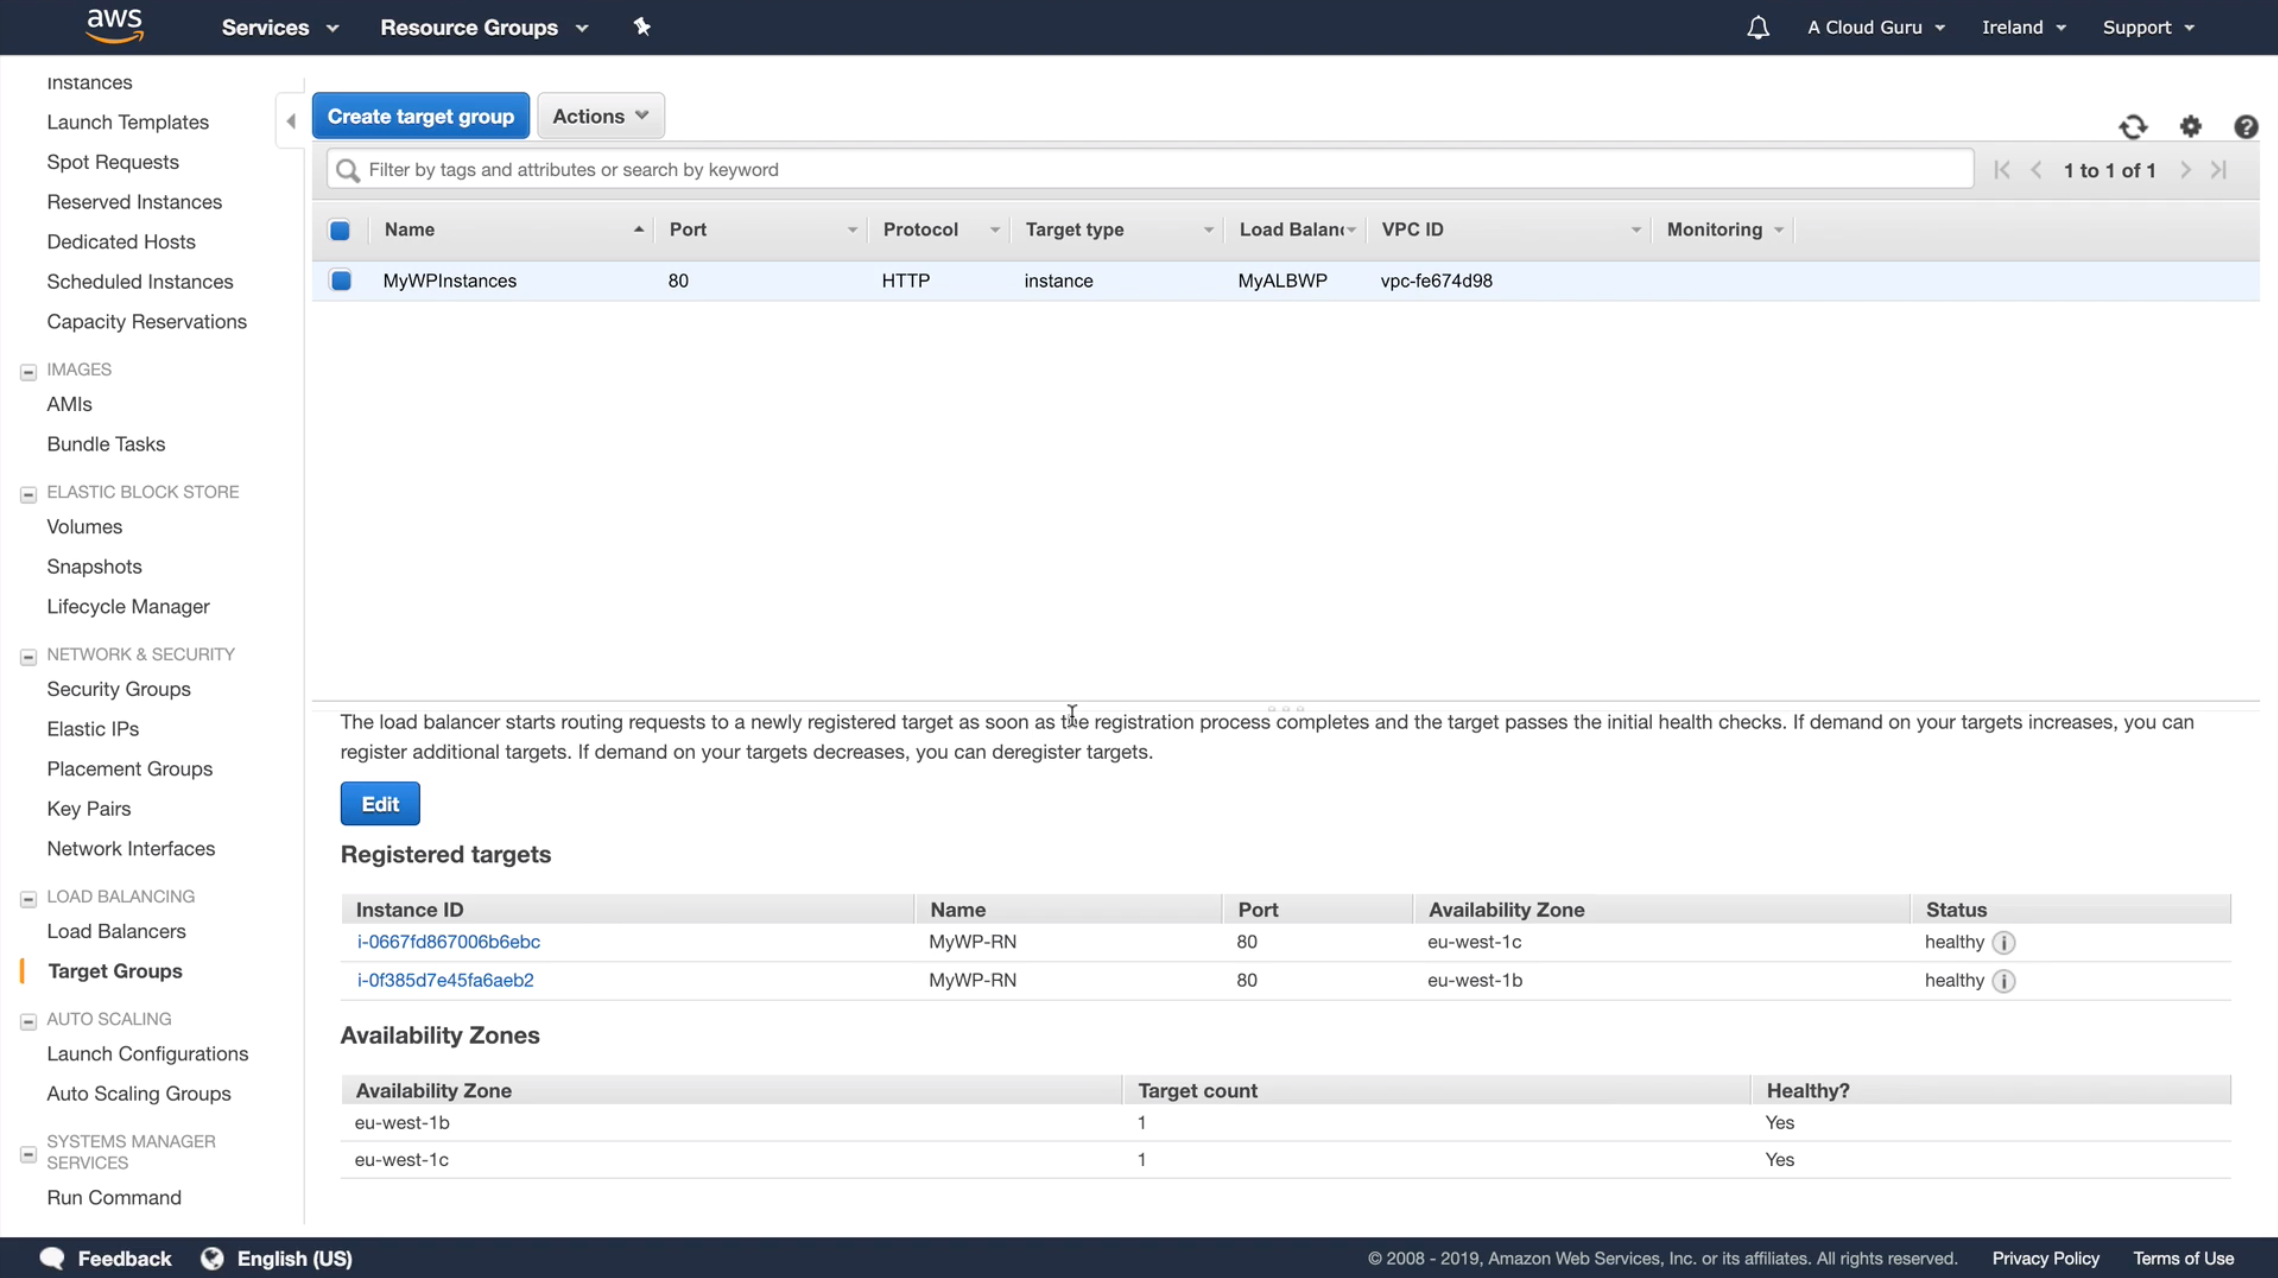 aws
Services
Resource Groups
A Cloud Guru
Ireland
Support
Instances
Launch Templates
Spot Requests
Reserved Instances
Dedicated Hosts
Scheduled Instances
Capacity Reservations
IMAGES
AMIs
Bundle Tasks
ELASTIC BLOCK STORE
Volumes
Snapshots
Lifecycle Manager
NETWORK & SECURITY
Security Groups
Elastic IPs
Placement Groups
Key Pairs
Network Interfaces
LOAD BALANCING
Load Balancers
Target Groups
AUTO SCALING
Launch Configurations
Auto Scaling Groups
SYSTEMS MANAGER
SERVICES
Run Command
Create target group
Actions
Filter by tags and attributes or search by keyword
1 to 1 of 1
Name Port Protocol Target type Load Balanc VPC ID Monitoring
MyWPInstances 80 HTTP instance MyALBWP vpc-fe674d98
The load balancer starts routing requests to a newly registered target as soon as the registration process completes and the target passes the initial health checks. If demand on your targets increases, you can
register additional targets. If demand on your targets decreases, you can deregister targets.
Edit
Registered targets
Instance ID Name Port Availability Zone Status
i-0667fd867006b6ebc MyWP-RN 80 eu-west-1c healthy
i-0f385d7e45fa6aeb2 MyWP-RN 80 eu-west-1b healthy
Availability Zones
Availability Zone Target count Healthy?
eu-west-1b 1 Yes
eu-west-1c 1 Yes
Feedback
English (US)
© 2008 - 2019, Amazon Web Services, Inc. or its affiliates. All rights reserved.
Privacy Policy
Terms of Use